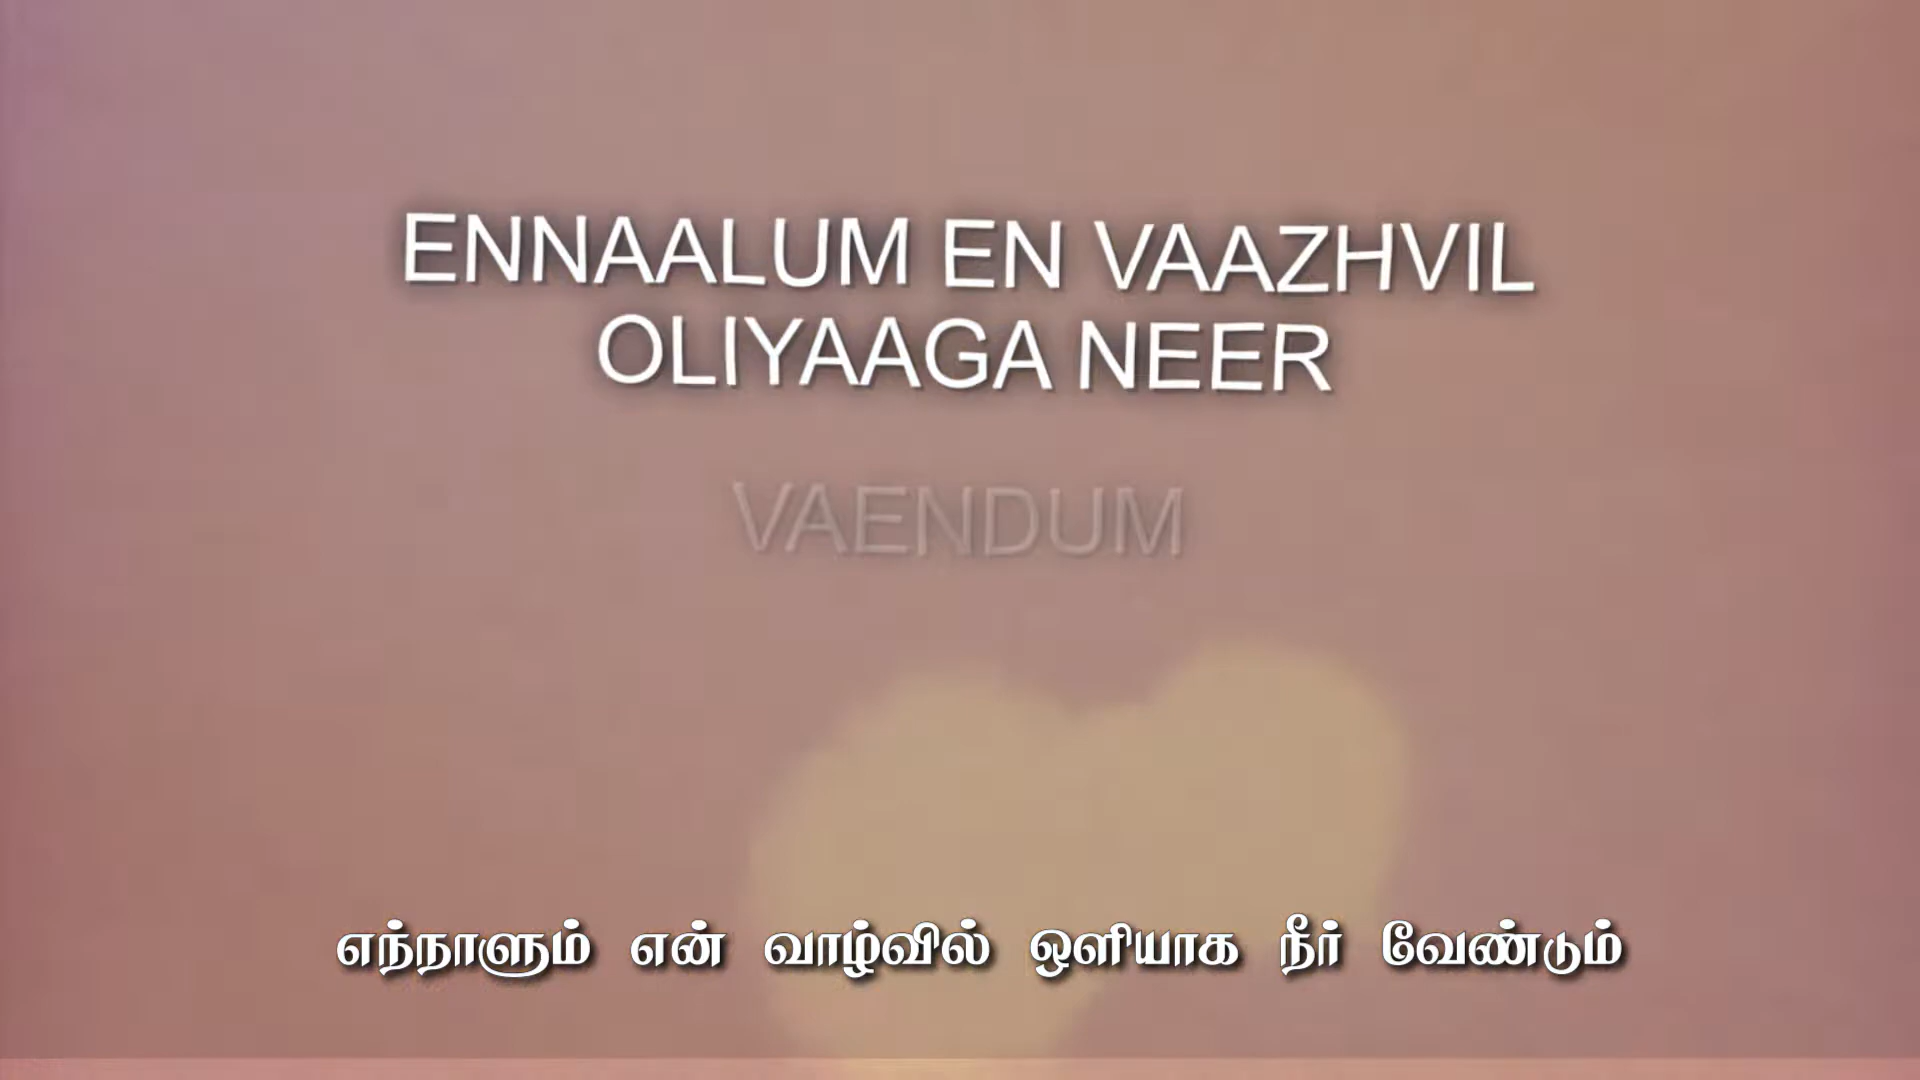 ENNAALUM EN VAAZHVIL
OLIYAAGA NEER
VAENDUM
எந்நாளும் என் வாழ்வில் ஒளியாக நீர் வேண்டும்